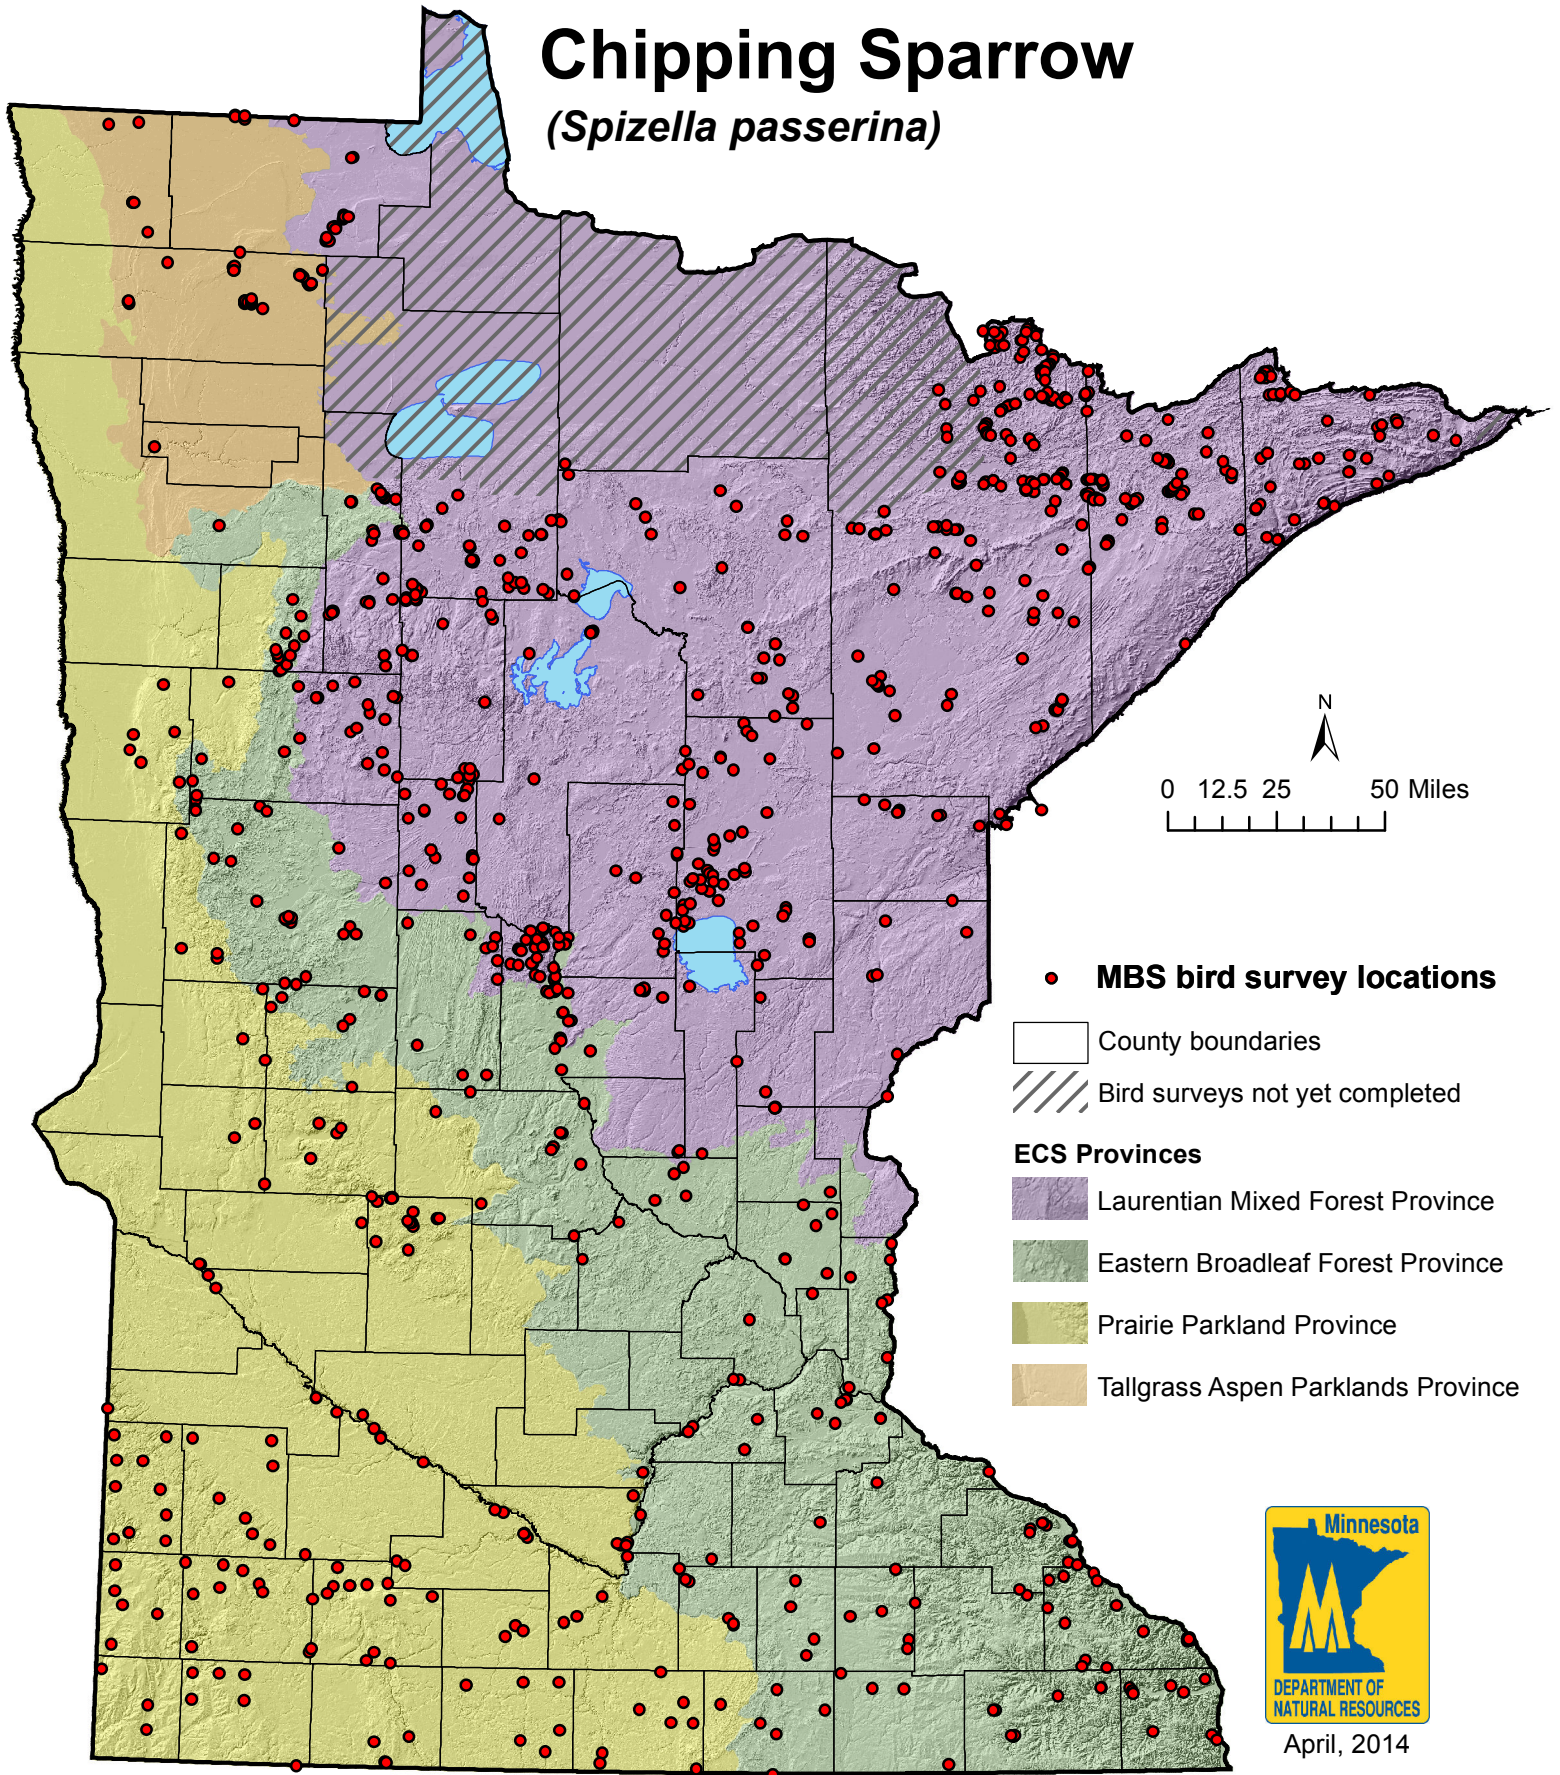 Chipping Sparrow
(Spizella passerina)
N
0 12.5 25 50 Miles
MBS bird survey locations
County boundaries
Bird surveys not yet completed
ECS Provinces
Laurentian Mixed Forest Province
Eastern Broadleaf Forest Province
Prairie Parkland Province
Tallgrass Aspen Parklands Province
Minnesota
DEPARTMENT OF
NATURAL RESOURCES
April, 2014